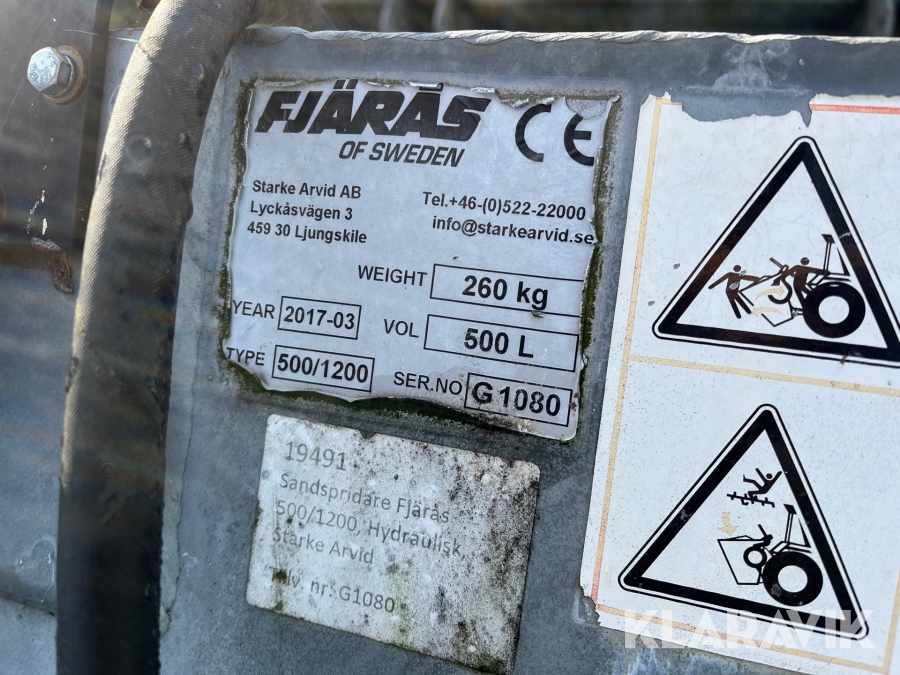 FJÄRÅS
OF SWEDEN
CE
Starke Arvid AB
Lyckåsvägen 3
459 30 Ljungskile
Tel.+46-(0)522-22000
info@starkearvid.se
WEIGHT 260 kg
YEAR 2017-03 VOL 500 L
TYPE 500/1200 SER.NO G1080
19491
Sandspridare Fjärås
500/1200, Hydraulisk,
Starke Arvid
Tillv. nr: G1080
KLARAVIK